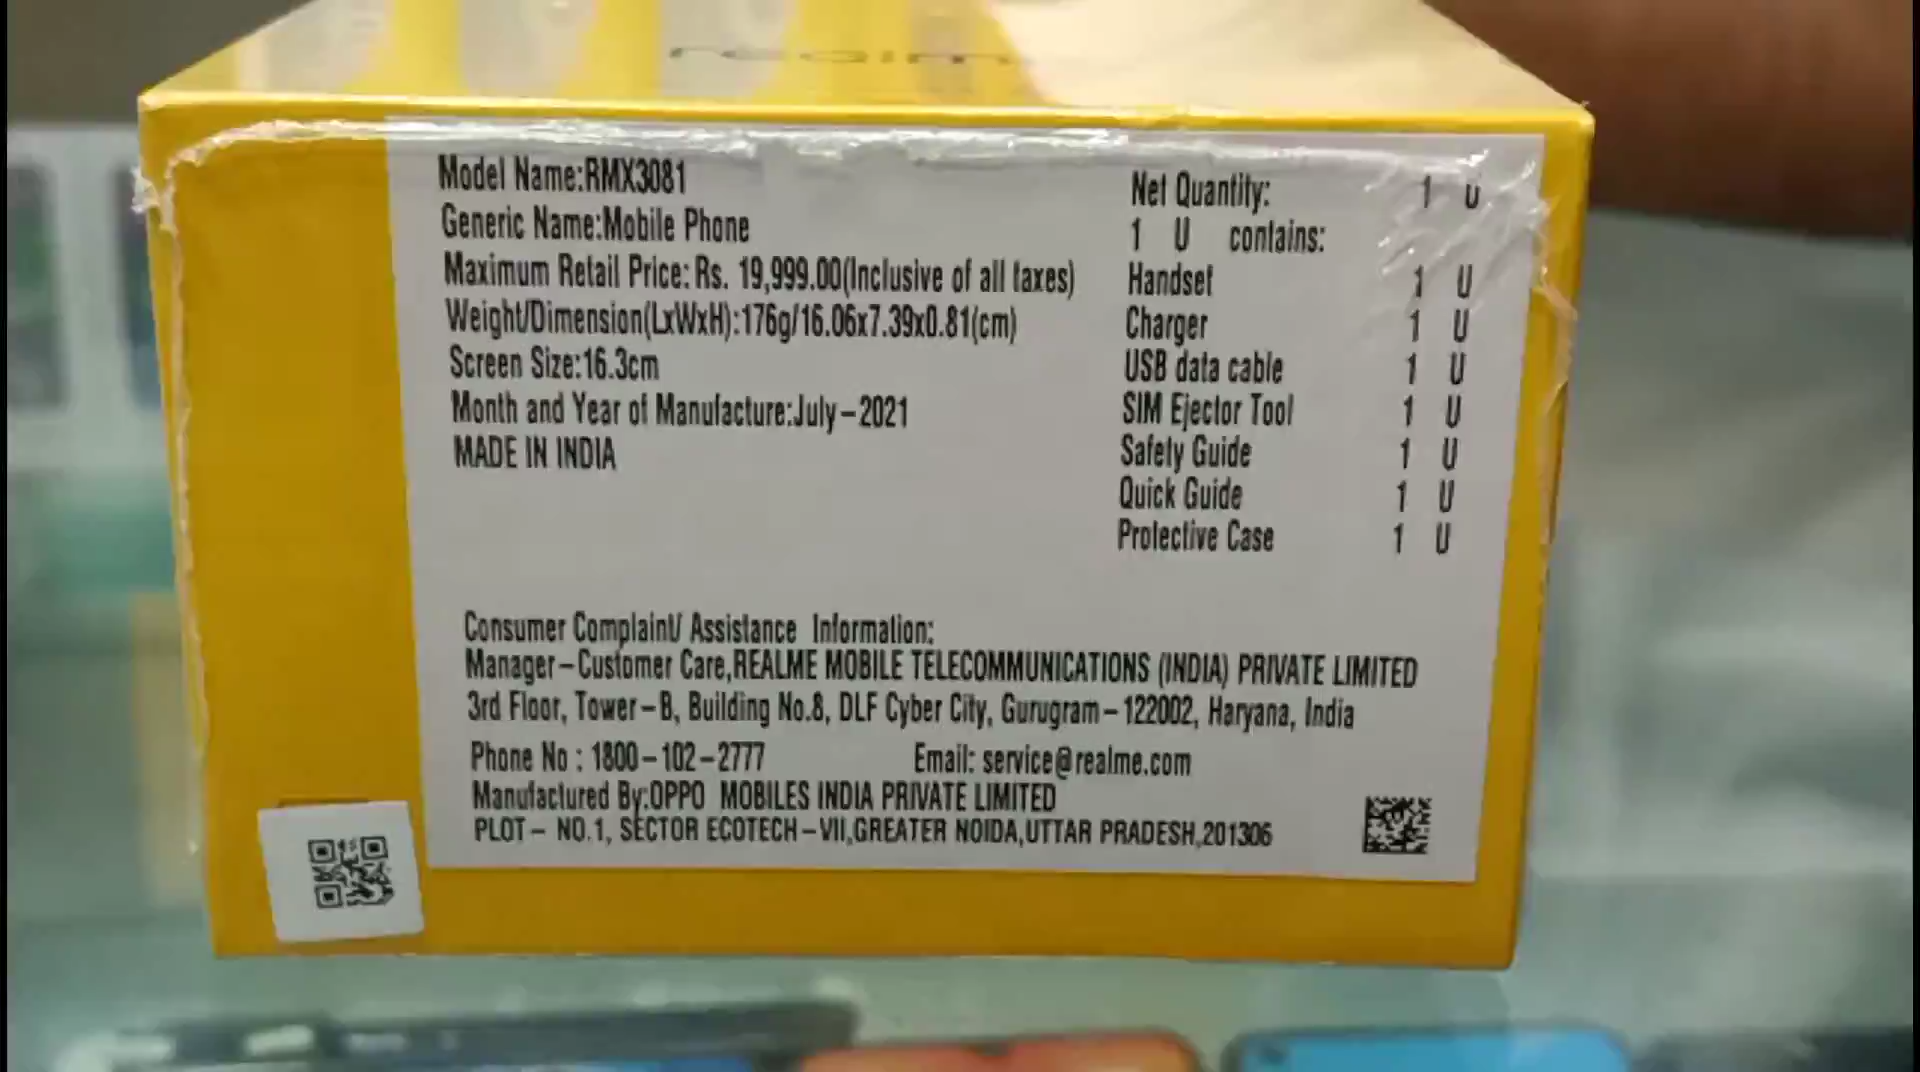 realm
Model Name:RMX3081
Generic Name:Mobile Phone
Maximum Retail Price: Rs. 19,999.00(Inclusive of all taxes)
Weight/Dimension(LxWxH):176g/16.06x7.39x0.81(cm)
Screen Size:16.3cm
Month and Year of Manufacture:July-2021
MADE IN INDIA
Net Quantity: 1 U
1 U contains:
Handset 1 U
Charger 1 U
USB data cable 1 U
SIM Ejector Tool 1 U
Safety Guide 1 U
Quick Guide 1 U
Protective Case 1 U
Consumer Complaint/ Assistance Information:
Manager-Customer Care,REALME MOBILE TELECOMMUNICATIONS (INDIA) PRIVATE LIMITED
3rd Floor, Tower-B, Building No.8, DLF Cyber City, Gurugram-122002, Haryana, India
Phone No : 1800-102-2777 Email: service@realme.com
Manufactured By:OPPO MOBILES INDIA PRIVATE LIMITED
PLOT- NO.1, SECTOR ECOTECH-VII,GREATER NOIDA,UTTAR PRADESH,201306